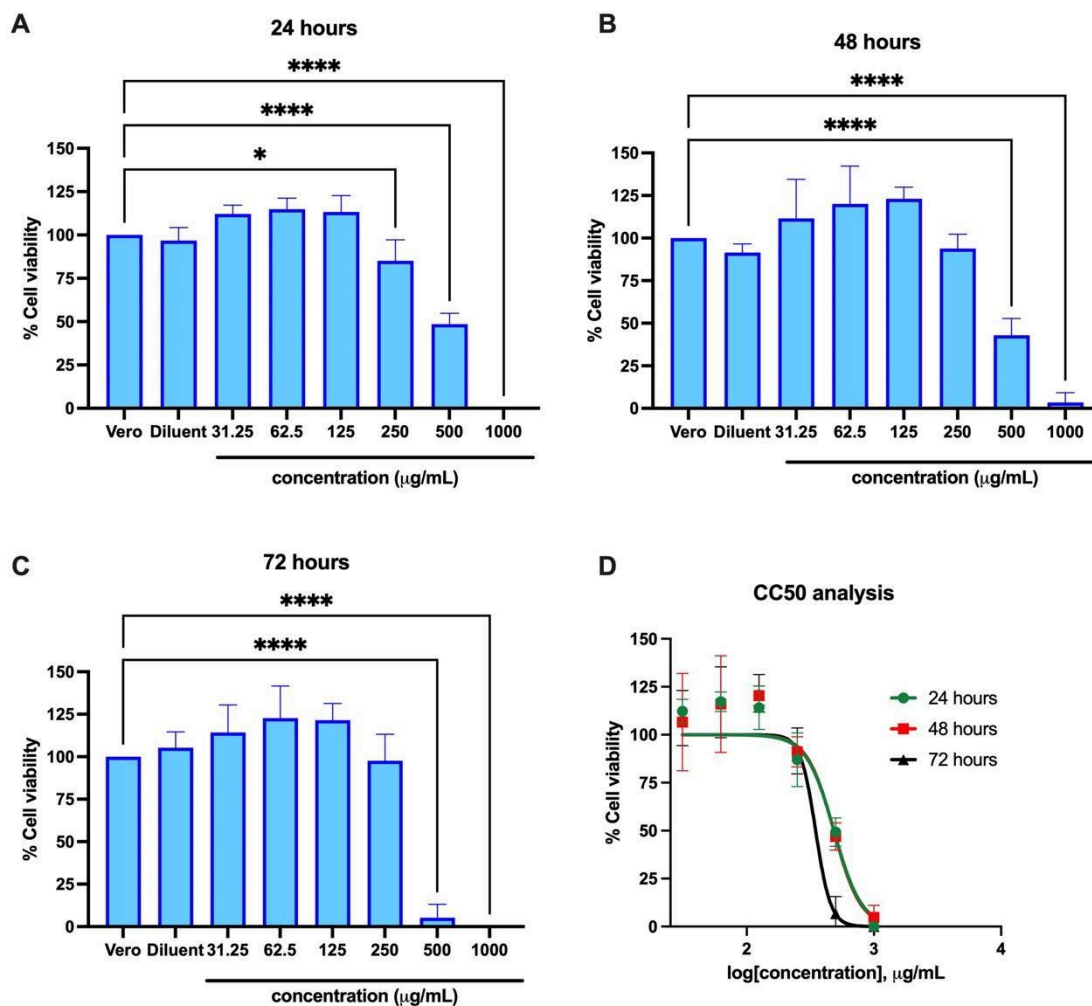 A
24 hours
****
****
*
150
125
100
75
50
25
0
% Cell viability
Vero Diluent 31.25 62.5 125 250 500 1000
concentration (μg/mL)
B
48 hours
****
****
150
125
100
75
50
25
0
% Cell viability
Vero Diluent 31.25 62.5 125 250 500 1000
concentration (μg/mL)
C
72 hours
****
****
150
125
100
75
50
25
0
% Cell viability
Vero Diluent 31.25 62.5 125 250 500 1000
concentration (μg/mL)
D
CC50 analysis
150
125
100
75
50
25
0
% Cell viability
24 hours
48 hours
72 hours
2 3 4
log[concentration], μg/mL